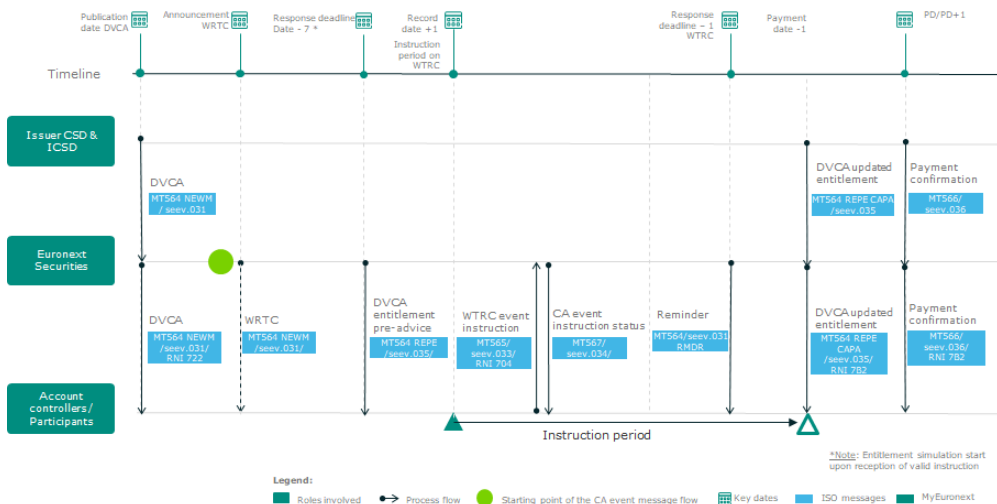 Publication
date DVCA
Announcement
WRTC
Response deadline
Date - 7 *
Record
date +1
Instruction
period on
WTRC
Response
deadline – 1
WTRC
Payment
date -1
PD/PD+1
Timeline
Issuer CSD &
ICSD
DVCA
MT564 NEWM
/ seev.031
DVCA updated
entitlement
MT564 REPE CAPA
/seev.035
Payment
confirmation
MT566/
seev.036
Euronext
Securities
DVCA
MT564 NEWM
/seev.031/
RNI 722
WRTC
MT564 NEWM
/seev.031/
DVCA
entitlement
pre-advice
MT564 REPE
/seev.035/
WTRC event
instruction
MT565/
seev.033/
RNI 704
CA event
instruction status
MT567/
seev.034/
Reminder
MT564/seev.031
RMDR
DVCA updated
entitlement
MT564 REPE
CAPA
/seev.035/
RNI 7B2
Payment
confirmation
MT566/
seev.036/
RNI 7B2
Account
controllers /
Participants
Instruction period
*Note: Entitlement simulation start
upon reception of valid instruction
Legend:
Roles involved
Process flow
Starting point of the CA event message flow
Key dates
ISO messages
MyEuronext